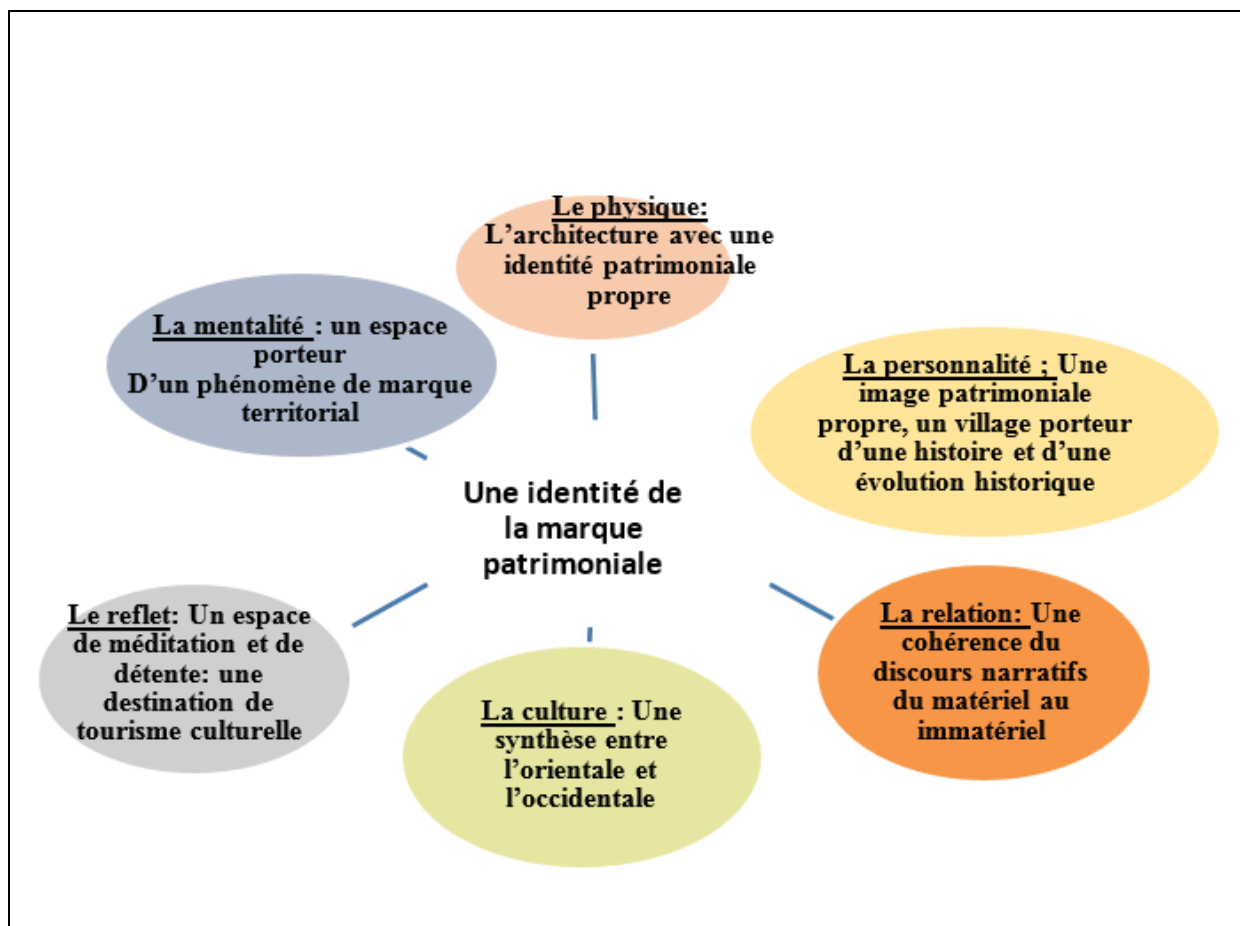 Le physique:
L’architecture avec une
identité patrimoniale
propre
La mentalité : un espace
porteur
D’un phénomène de marque
territorial
La personnalité ; Une
image patrimoniale
propre, un village porteur
d’une histoire et d’une
évolution historique
Une identité de
la marque
patrimoniale
Le reflet: Un espace
de méditation et de
détente: une
destination de
tourisme culturelle
La relation: Une
cohérence du
discours narratifs
du matériel au
immatériel
La culture : Une
synthèse entre
l’orientale et
l’occidentale